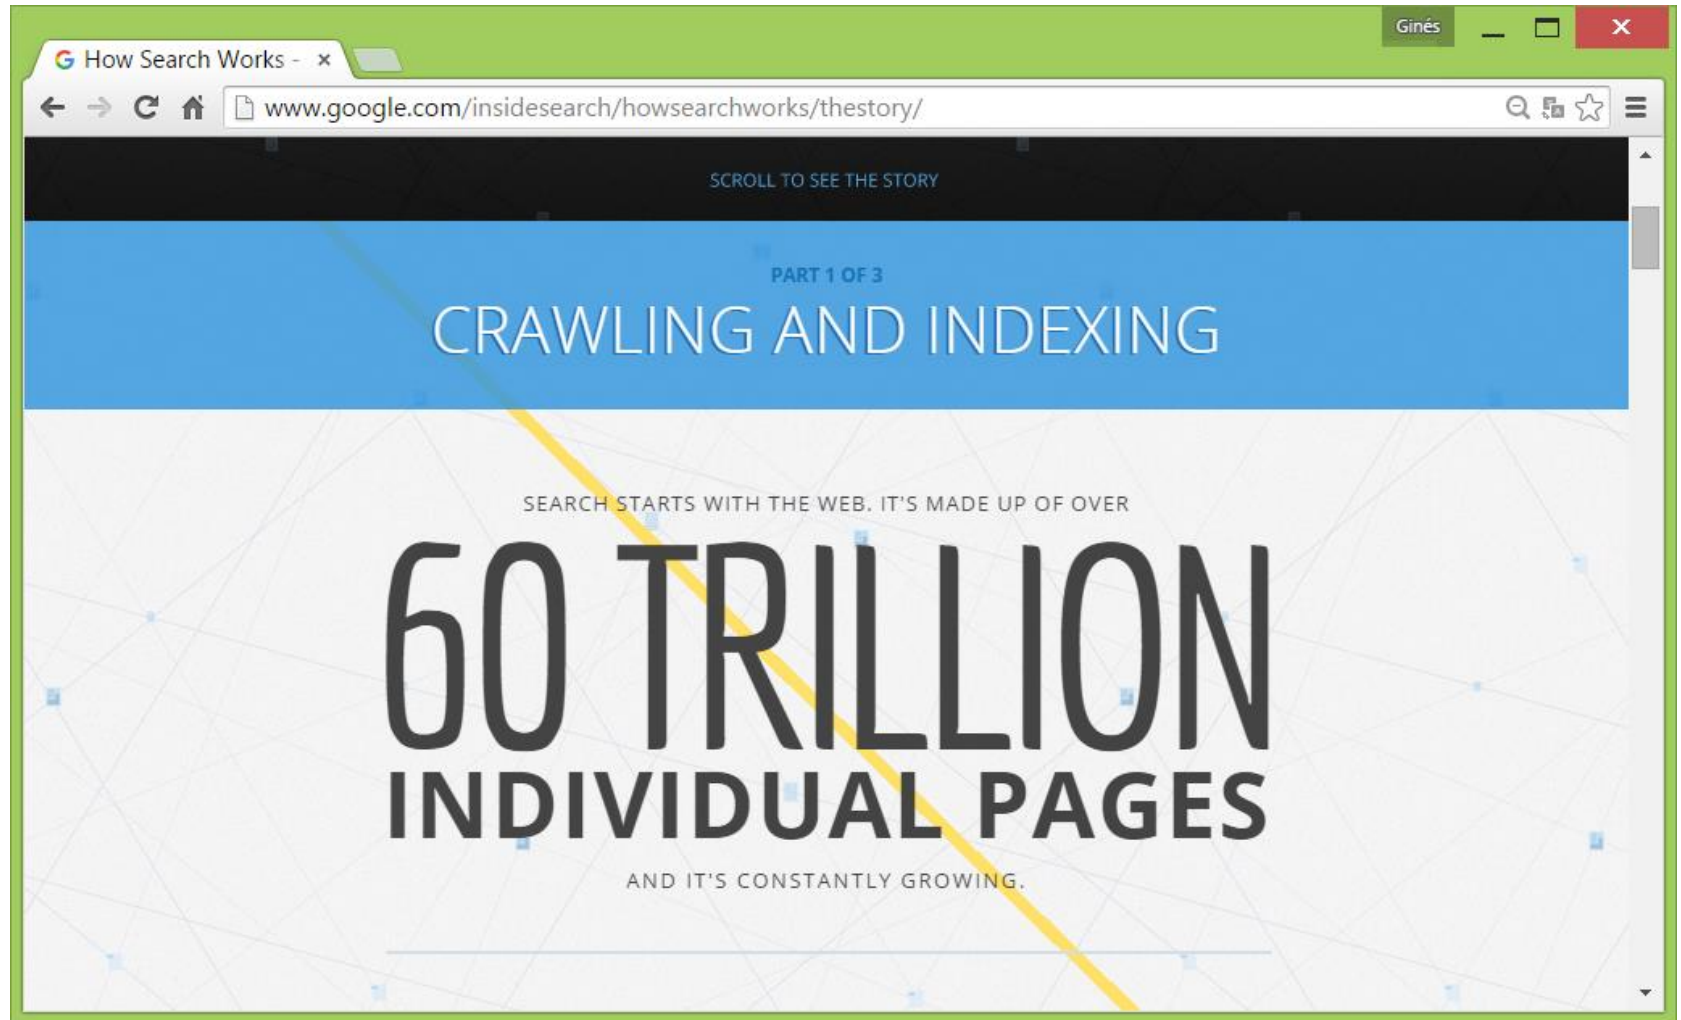 Ginés
How Search Works -
www.google.com/insidesearch/howsearchworks/thestory/
SCROLL TO SEE THE STORY
PART 1 OF 3
CRAWLING AND INDEXING
SEARCH STARTS WITH THE WEB. IT'S MADE UP OF OVER
60 TRILLION
INDIVIDUAL PAGES
AND IT'S CONSTANTLY GROWING.